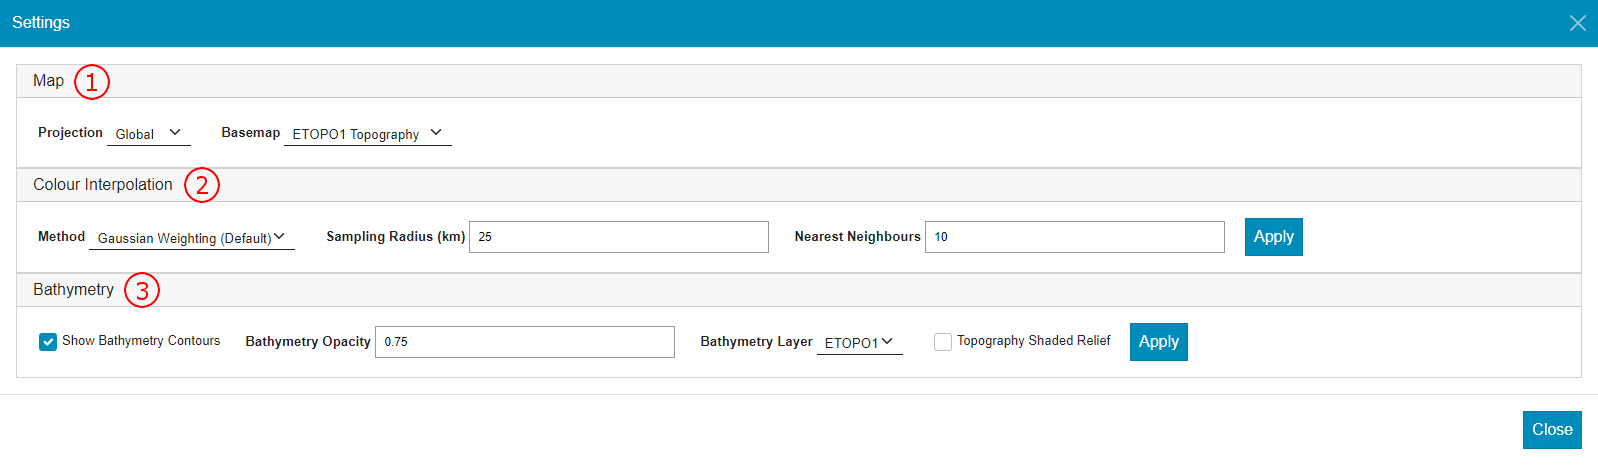 Settings
Map 1
Projection Global Basemap ETOPO1 Topography
Colour Interpolation 2
Method Gaussian Weighting (Default) Sampling Radius (km) 25 Nearest Neighbours 10 Apply
Bathymetry 3
Show Bathymetry Contours Bathymetry Opacity 0.75 Bathymetry Layer ETOPO1 Topography Shaded Relief Apply
Close